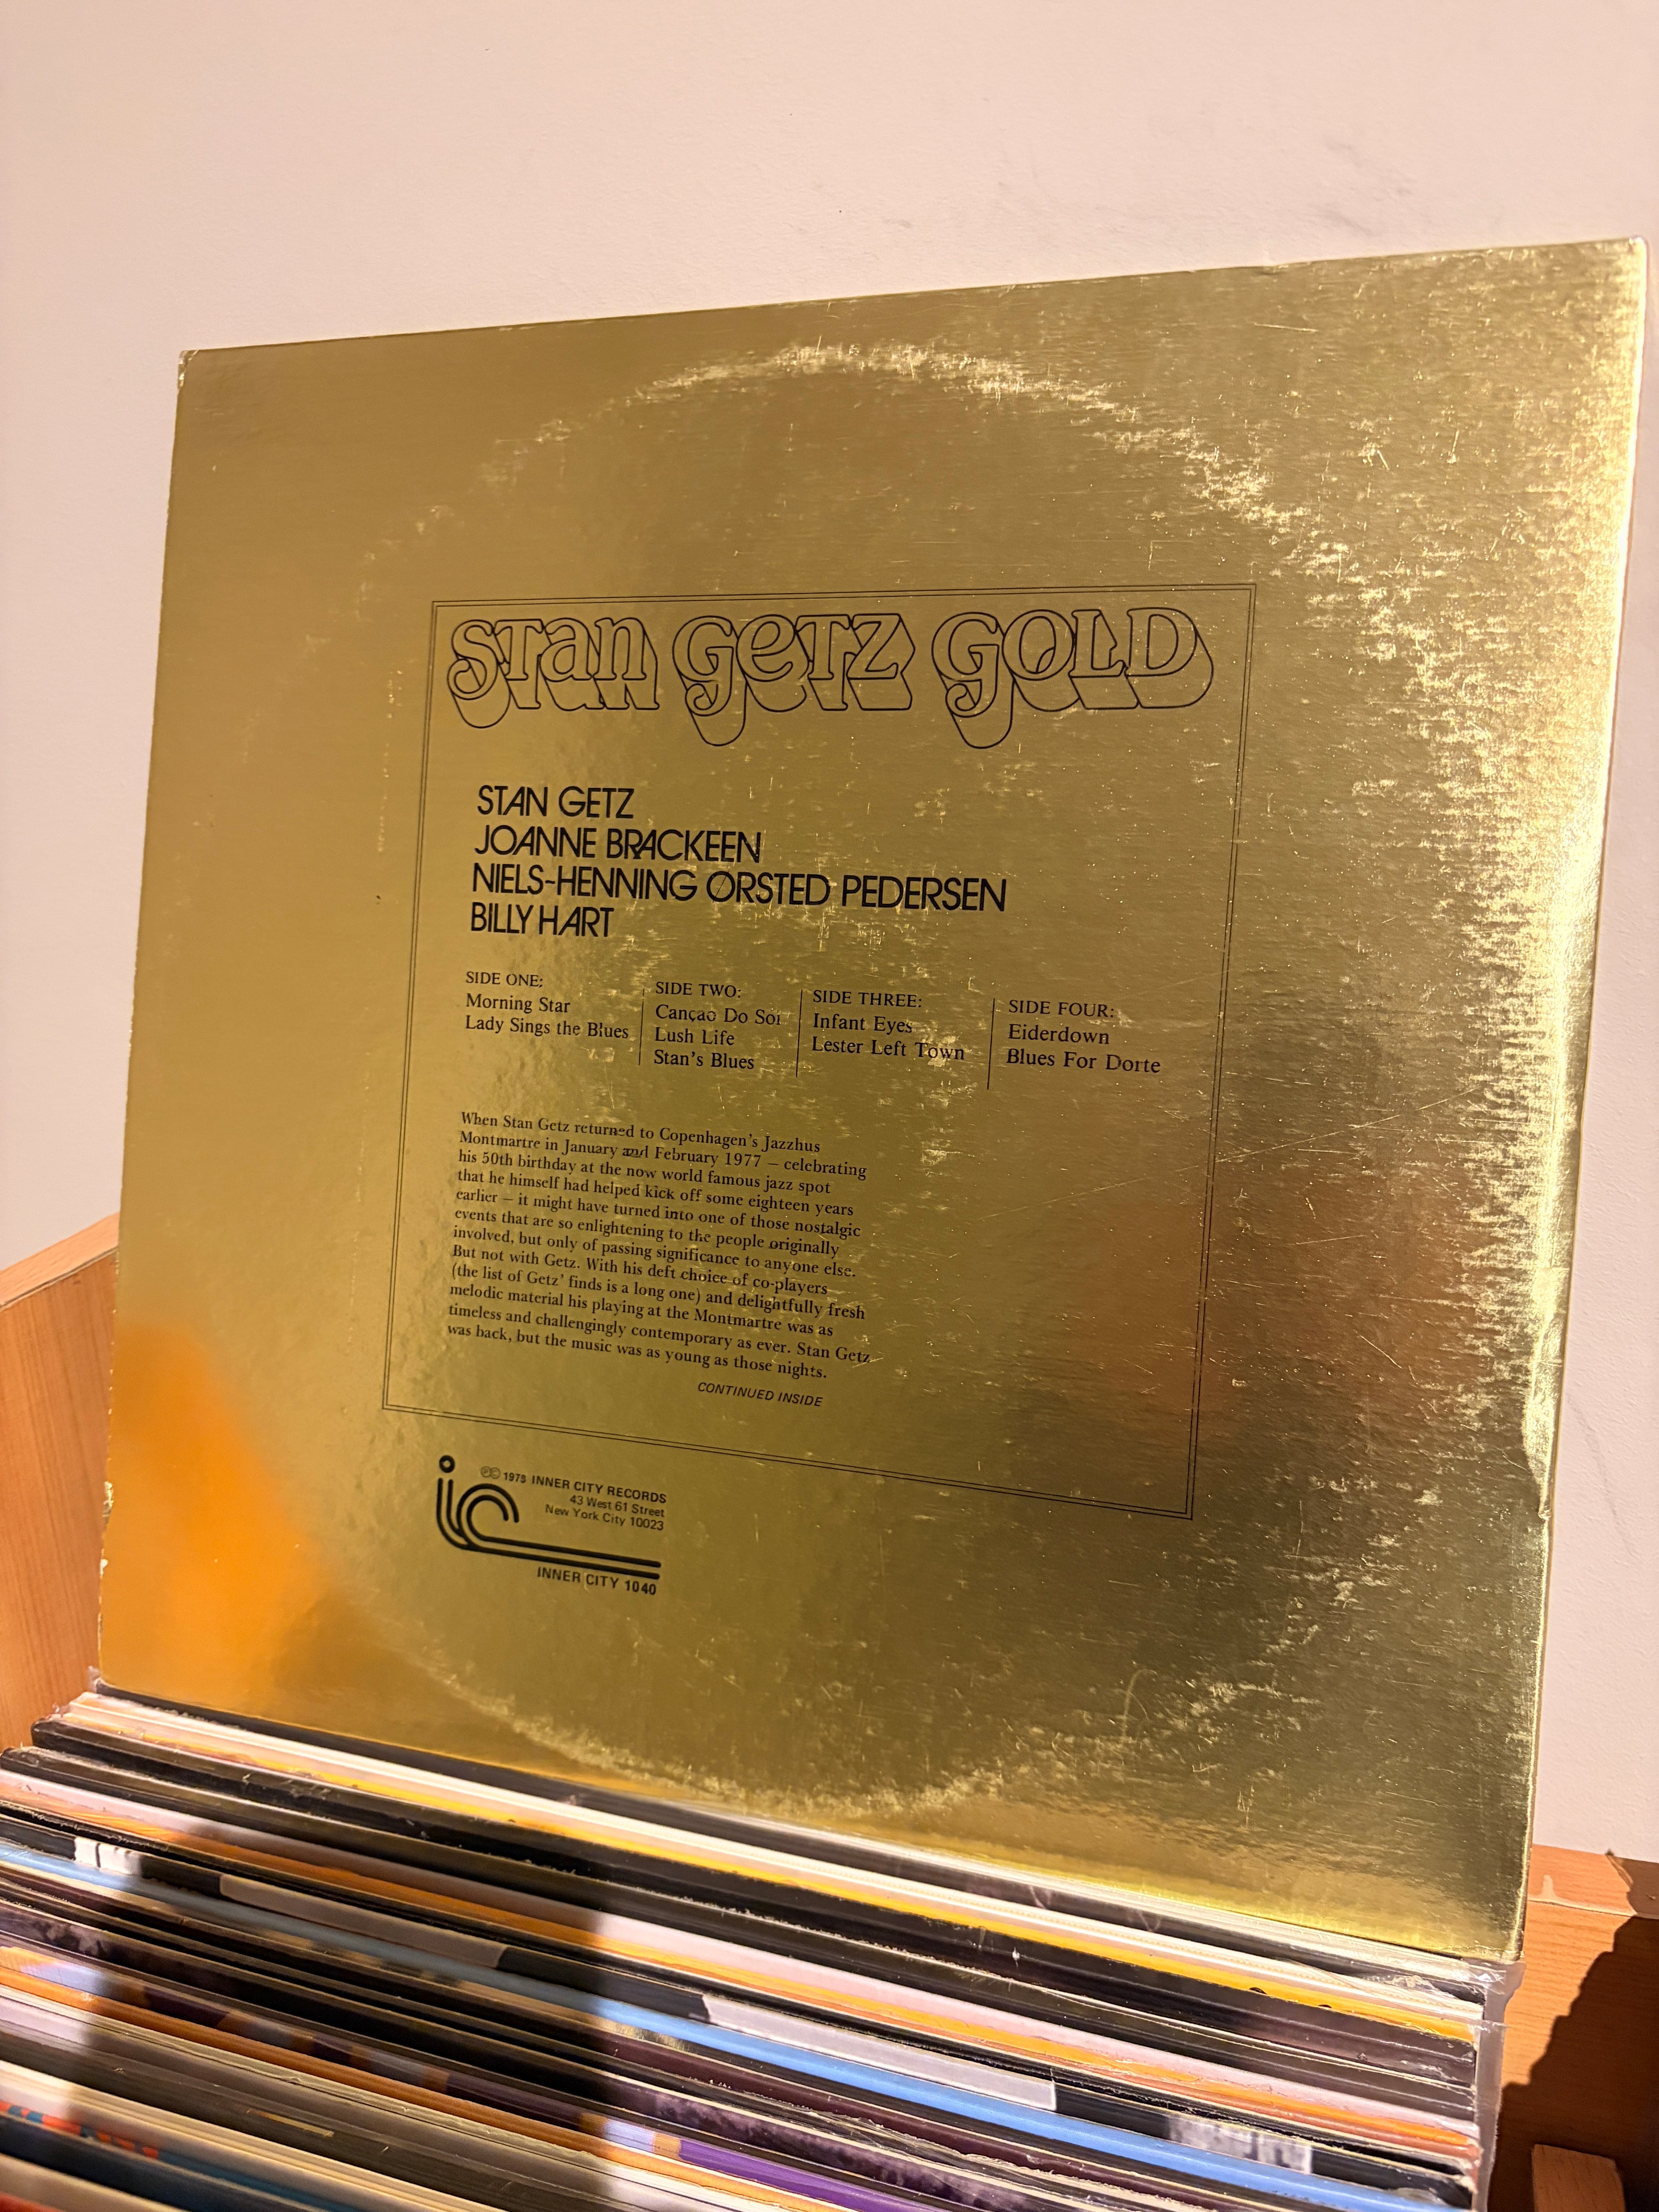 STan GeTZ GOLD
STAN GETZ
JOANNE BRACKEEN
NIELS-HENNING ØRSTED PEDERSEN
BILLY HART
SIDE ONE:
Morning Star
Lady Sings the Blues
SIDE TWO:
Cançao Do Sol
Lush Life
Stan's Blues
SIDE THREE:
Infant Eyes
Lester Left Town
SIDE FOUR:
Eiderdown
Blues For Dorte
When Stan Getz returned to Copenhagen's Jazzhus
Montmartre in January and February 1977 – celebrating
his 50th birthday at the now world famous jazz spot
that he himself had helped kick off some eighteen years
earlier – it might have turned into one of those nostalgic
events that are so enlightening to the people originally
involved, but only of passing significance to anyone else.
But not with Getz. With his deft choice of co-players
(the list of Getz' finds is a long one) and delightfully fresh
melodic material his playing at the Montmartre was as
timeless and challengingly contemporary as ever. Stan Getz
was back, but the music was as young as those nights.
CONTINUED INSIDE
ic
℗© 1978 INNER CITY RECORDS
43 West 61 Street
New York City 10023
INNER CITY 1040